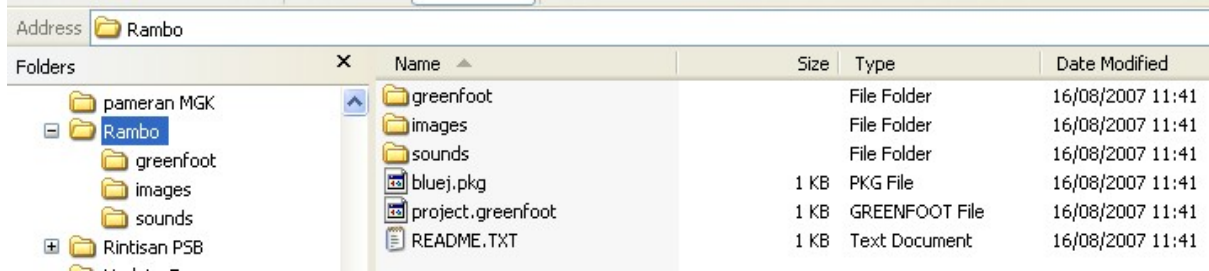 Address Rambo
Folders × Name Size Type Date Modified
pameran MGK greenfoot File Folder 16/08/2007 11:41
Rambo images File Folder 16/08/2007 11:41
greenfoot sounds File Folder 16/08/2007 11:41
images bluej.pkg 1 KB PKG File 16/08/2007 11:41
sounds project.greenfoot 1 KB GREENFOOT File 16/08/2007 11:41
Rintisan PSB README.TXT 1 KB Text Document 16/08/2007 11:41